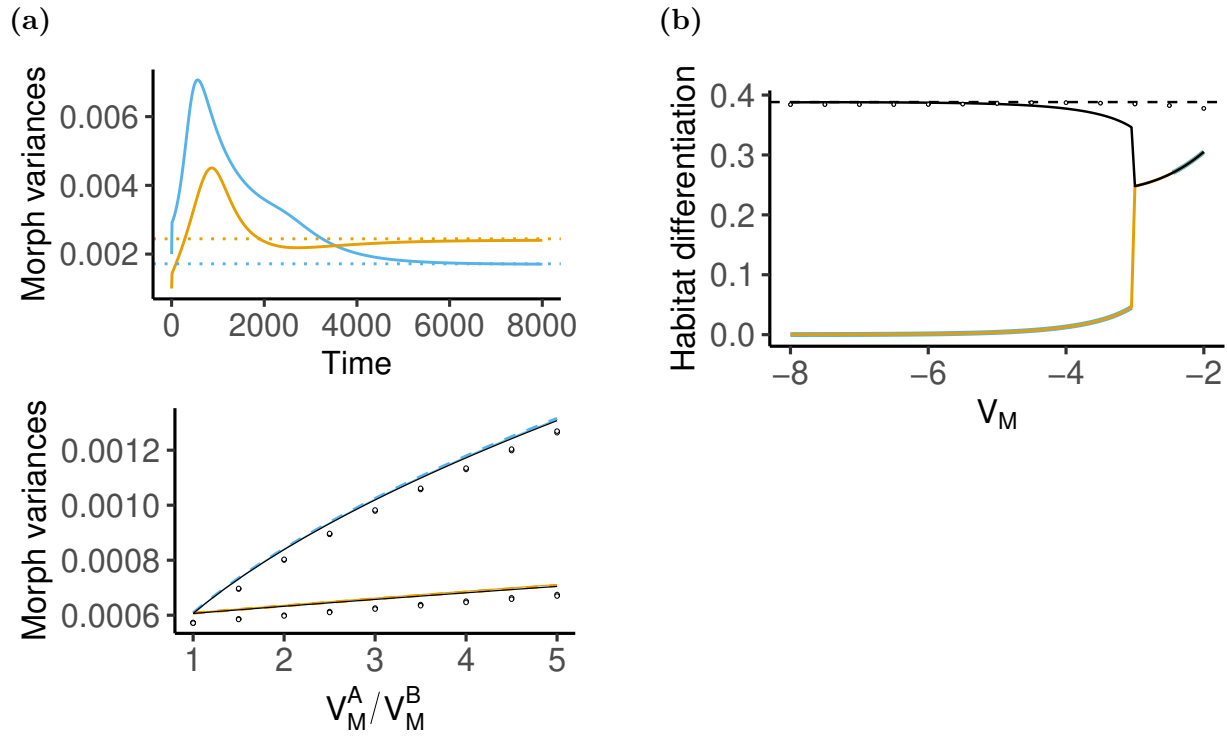 (a)
Morph variances
0.006
0.004
0.002
0 2000 4000 6000 8000
Time
Morph variances
0.0012
0.0010
0.0008
0.0006
1 2 3 4 5
V_M^A/V_M^B
(b)
Habitat differentiation
0.4
0.3
0.2
0.1
0.0
−8 −6 −4 −2
V_M